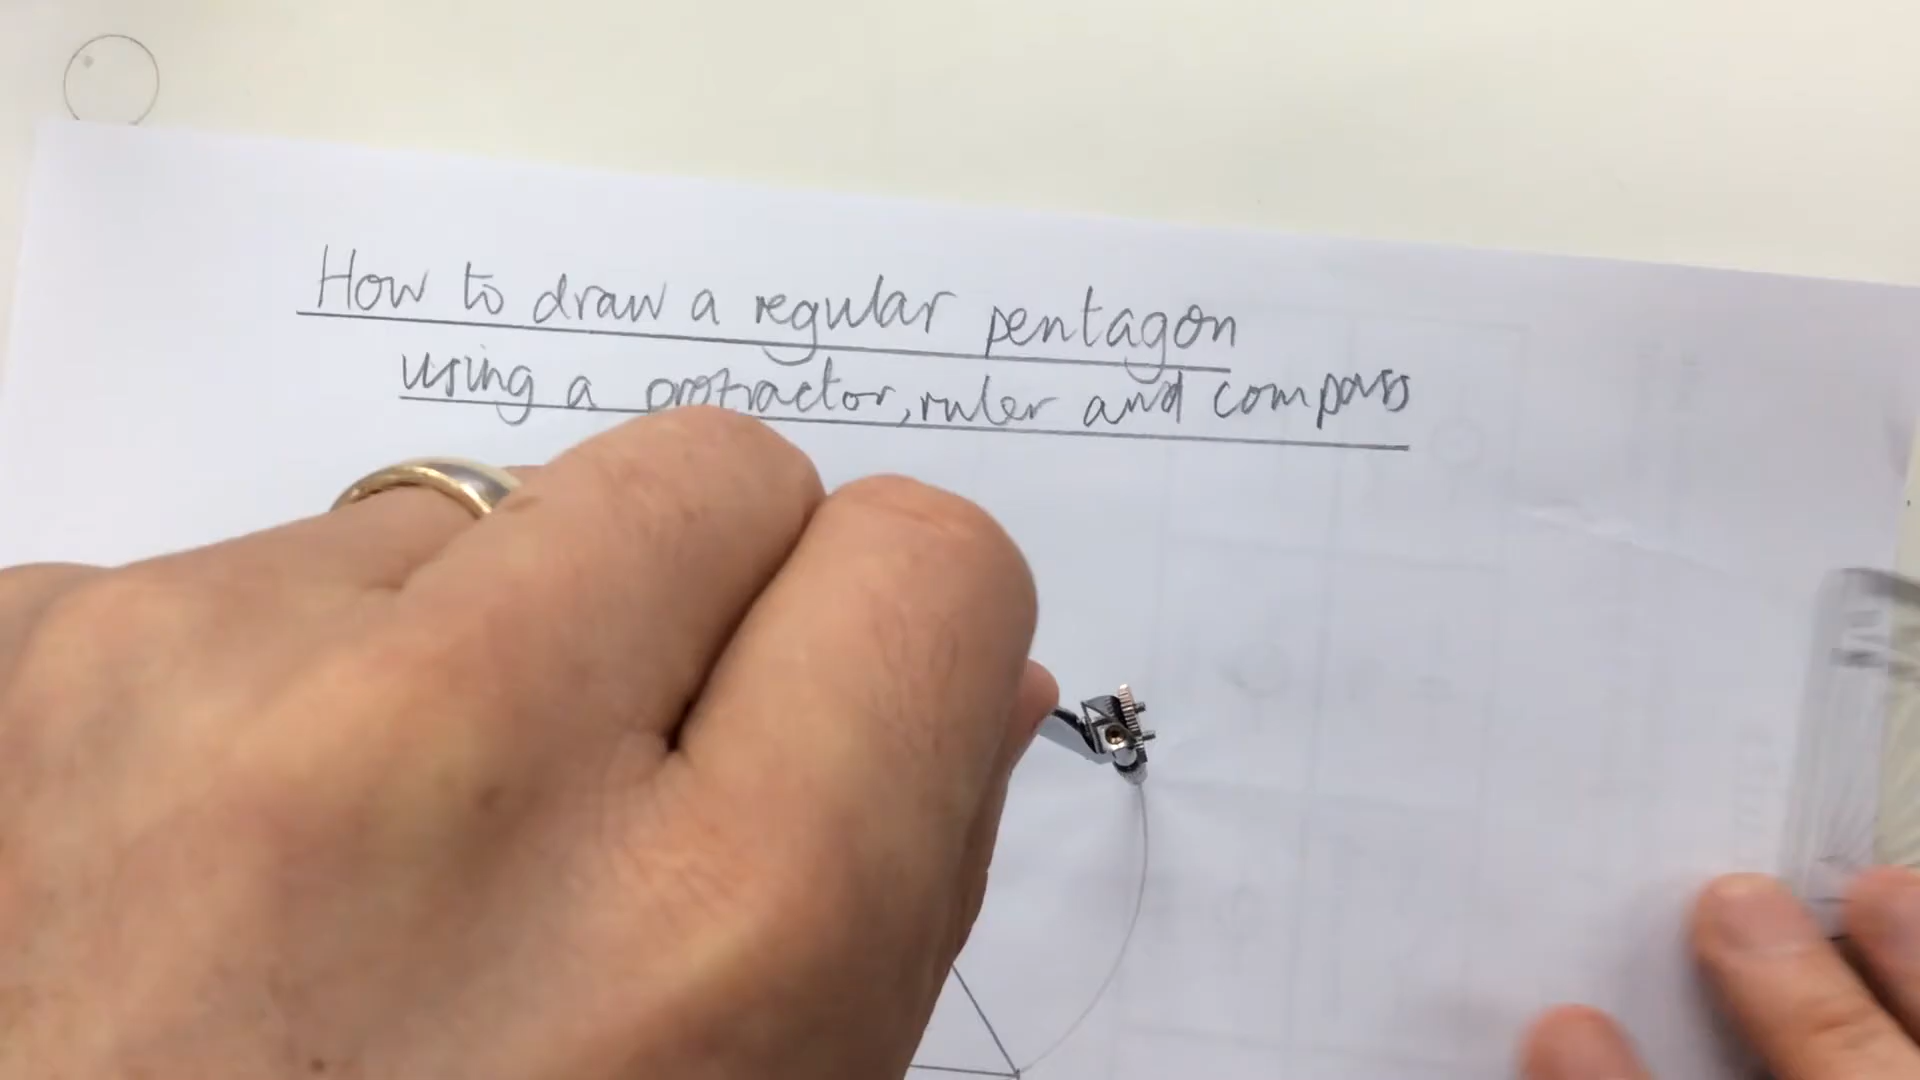 How to draw a regular pentagon
using a protractor, ruler and compass